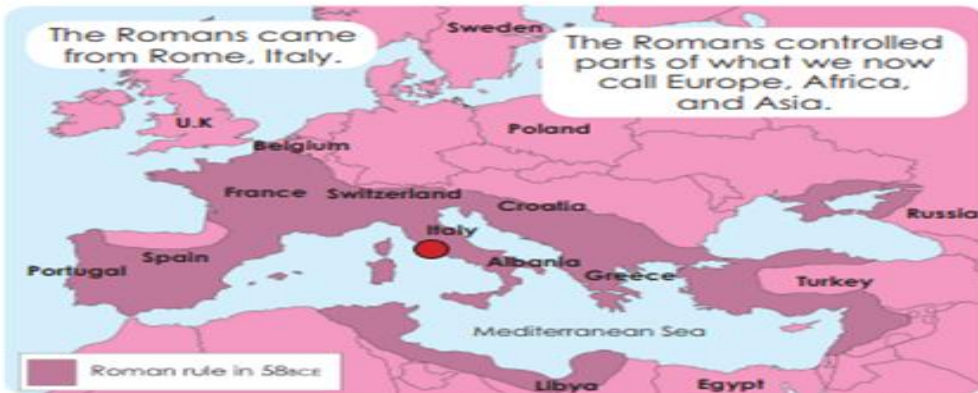 The Romans came
from Rome, Italy.
The Romans controlled
parts of what we now
call Europe, Africa,
and Asia.
Sweden
U.K
Poland
Belgium
France
Switzerland
Croatia
Russia
Italy
Portugal
Spain
Albania
Greece
Turkey
Mediterranean Sea
Roman rule in 58BCE
Libya
Egypt